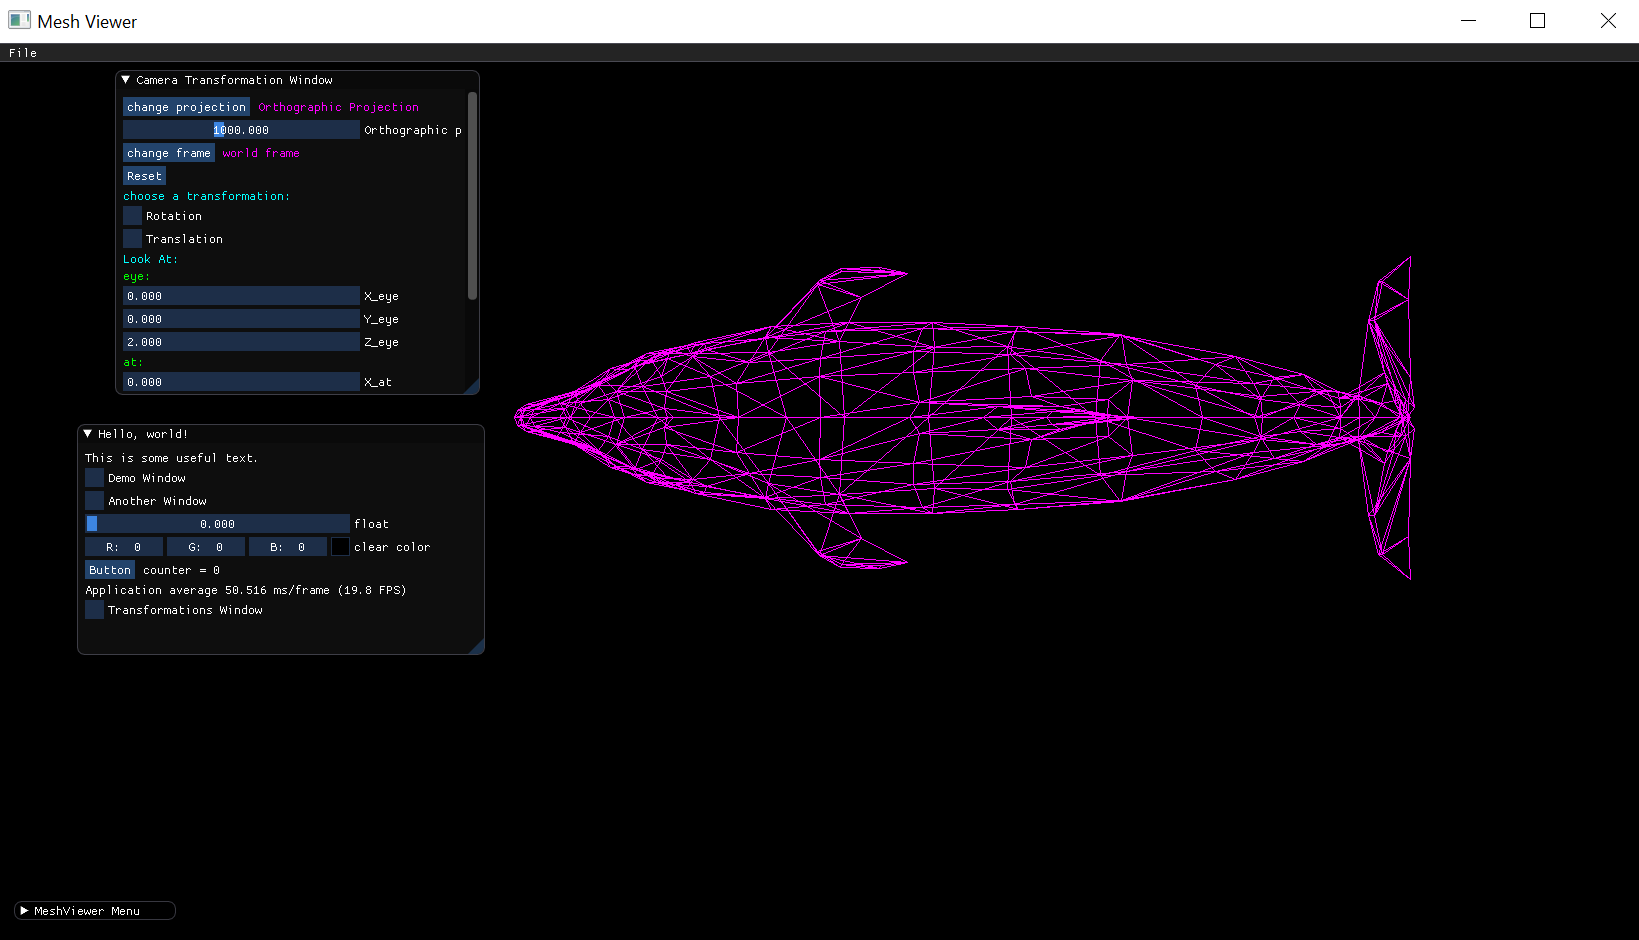 Mesh Viewer
File
Camera Transformation Window
change projection Orthographic Projection
1000.000 Orthographic p
change frame world frame
Reset
choose a transformation:
Rotation
Translation
Look At:
eye:
0.000 X_eye
0.000 Y_eye
2.000 Z_eye
at:
0.000 X_at
Hello, world!
This is some useful text.
Demo Window
Another Window
0.000 float
R: 0 G: 0 B: 0 clear color
Button counter = 0
Application average 50.516 ms/frame (19.8 FPS)
Transformations Window
MeshViewer Menu